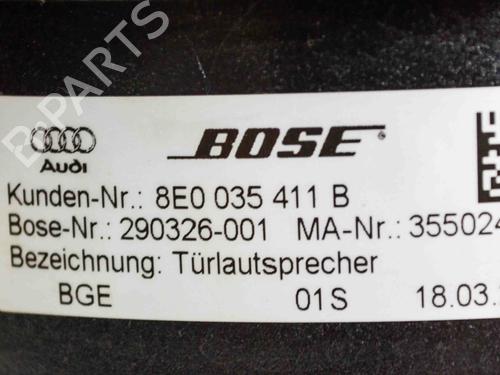 B-PARTS
Audi BOSE
Kunden-Nr.: 8E0 035 411 B
Bose-Nr.: 290326-001 MA-Nr.: 355024
Bezeichnung: Türlautsprecher
BGE 01S 18.03.